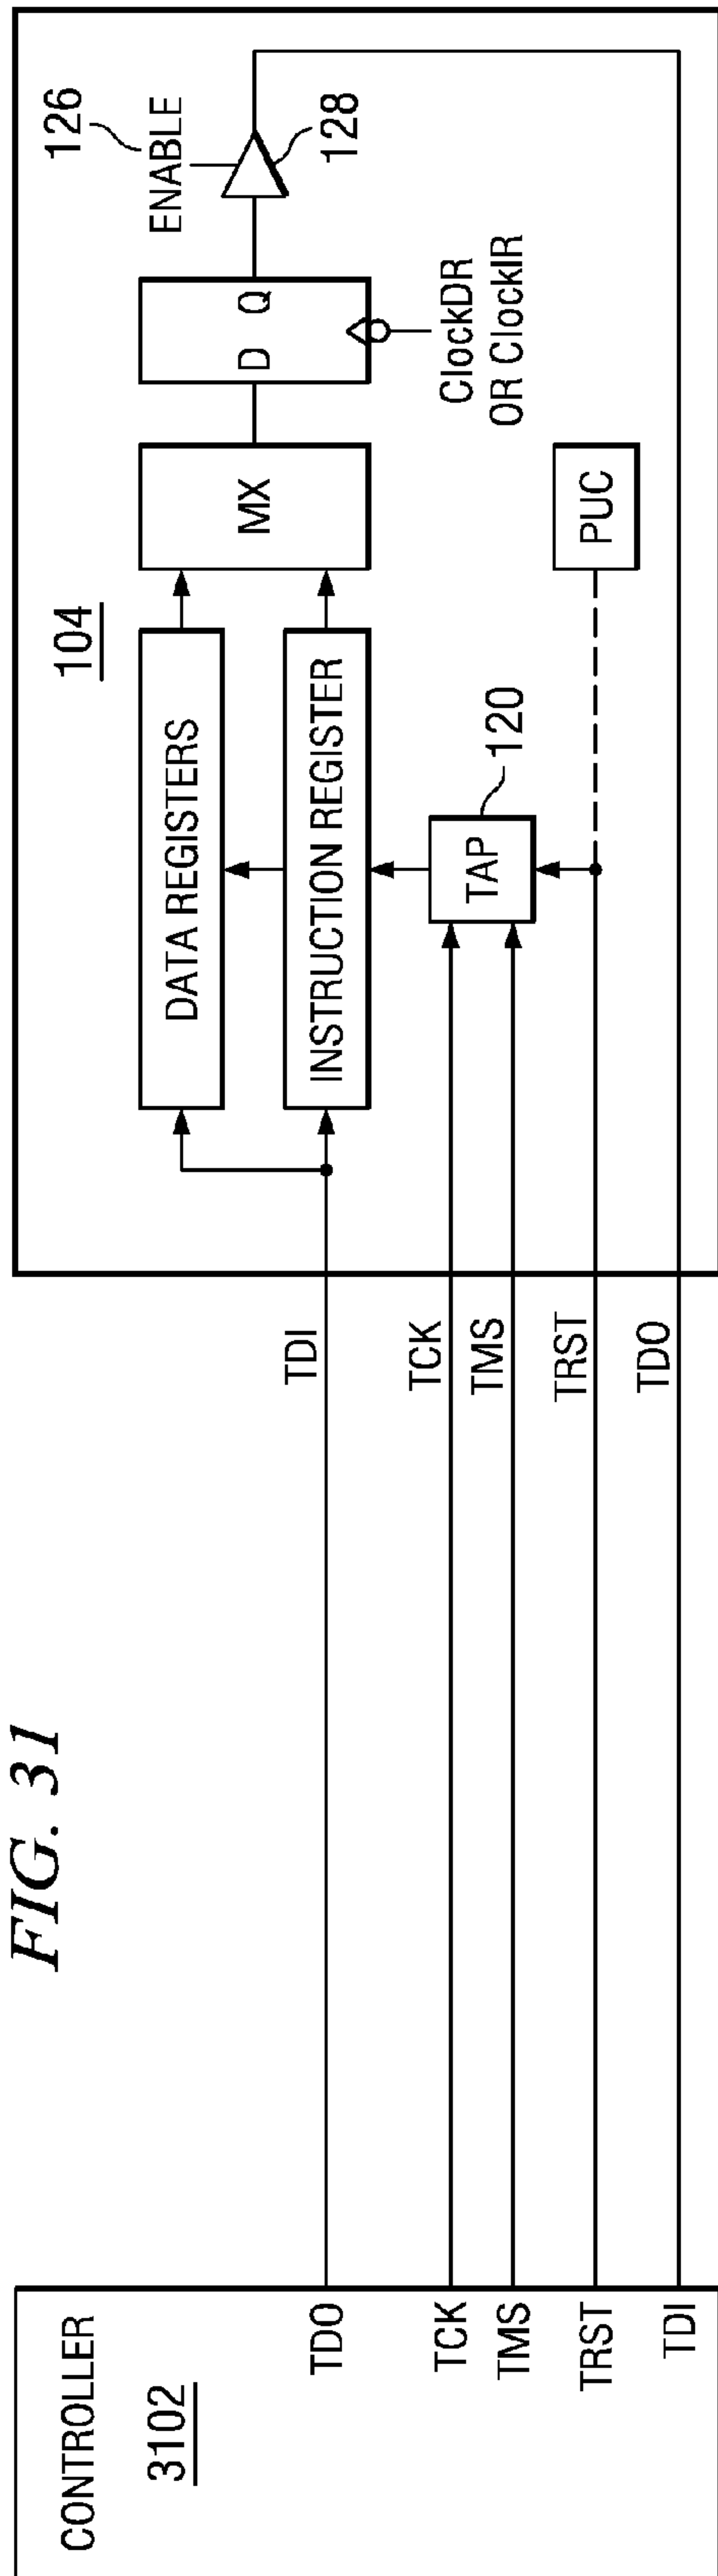 FIG. 31
CONTROLLER
3102
TDO
TCK
TMS
TRST
TDI
TDI
TCK
TMS
TRST
TDO
104
DATA REGISTERS
INSTRUCTION REGISTER
TAP
120
MX
PUC
D Q
ClockDR
OR ClockIR
126
ENABLE
128